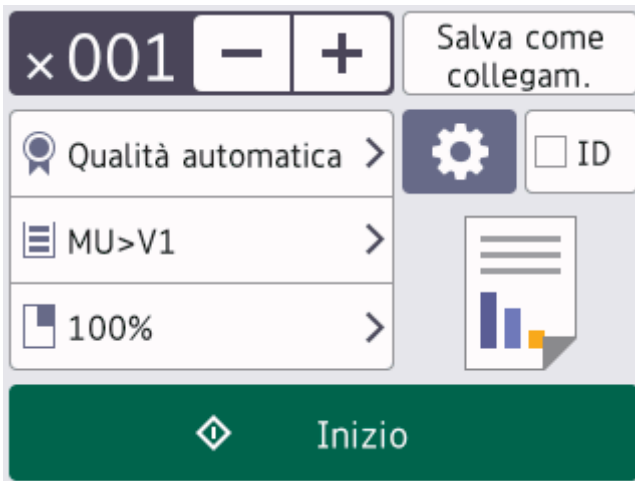 ×001 − +
Salva come
collegam.
Qualità automatica >
ID
MU>V1 >
100% >
Inizio